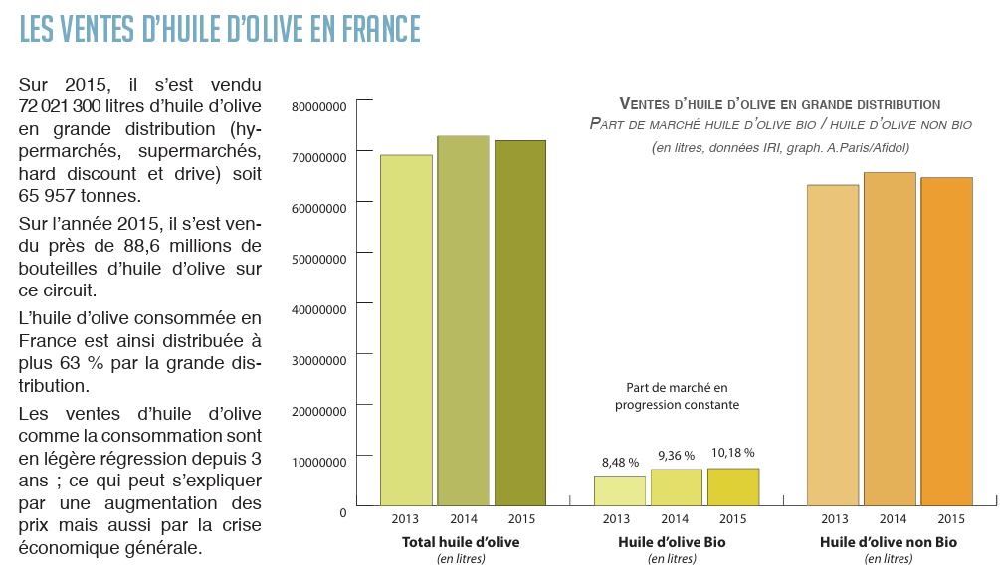 LES VENTES D'HUILE D'OLIVE EN FRANCE
Sur 2015, il s'est vendu
72 021 300 litres d'huile d'olive
en grande distribution (hy-
permarchés, supermarchés,
hard discount et drive) soit
65 957 tonnes.
Sur l'année 2015, il s'est ven-
du près de 88,6 millions de
bouteilles d'huile d'olive sur
ce circuit.
L'huile d'olive consommée en
France est ainsi distribuée à
plus 63 % par la grande dis-
tribution.
Les ventes d'huile d'olive
comme la consommation sont
en légère régression depuis 3
ans ; ce qui peut s'expliquer
par une augmentation des
prix mais aussi par la crise
économique générale.
VENTES D'HUILE D'OLIVE EN GRANDE DISTRIBUTION
PART DE MARCHÉ HUILE D'OLIVE BIO / HUILE D'OLIVE NON BIO
(en litres, données IRI, graph. A.Paris/Afidol)
80000000
70000000
60000000
50000000
40000000
30000000
20000000
10000000
0
Part de marché en
progression constante
8,48 %
9,36 %
10,18 %
2013 2014 2015
Total huile d'olive
(en litres)
2013 2014 2015
Huile d'olive Bio
(en litres)
2013 2014 2015
Huile d'olive non Bio
(en litres)